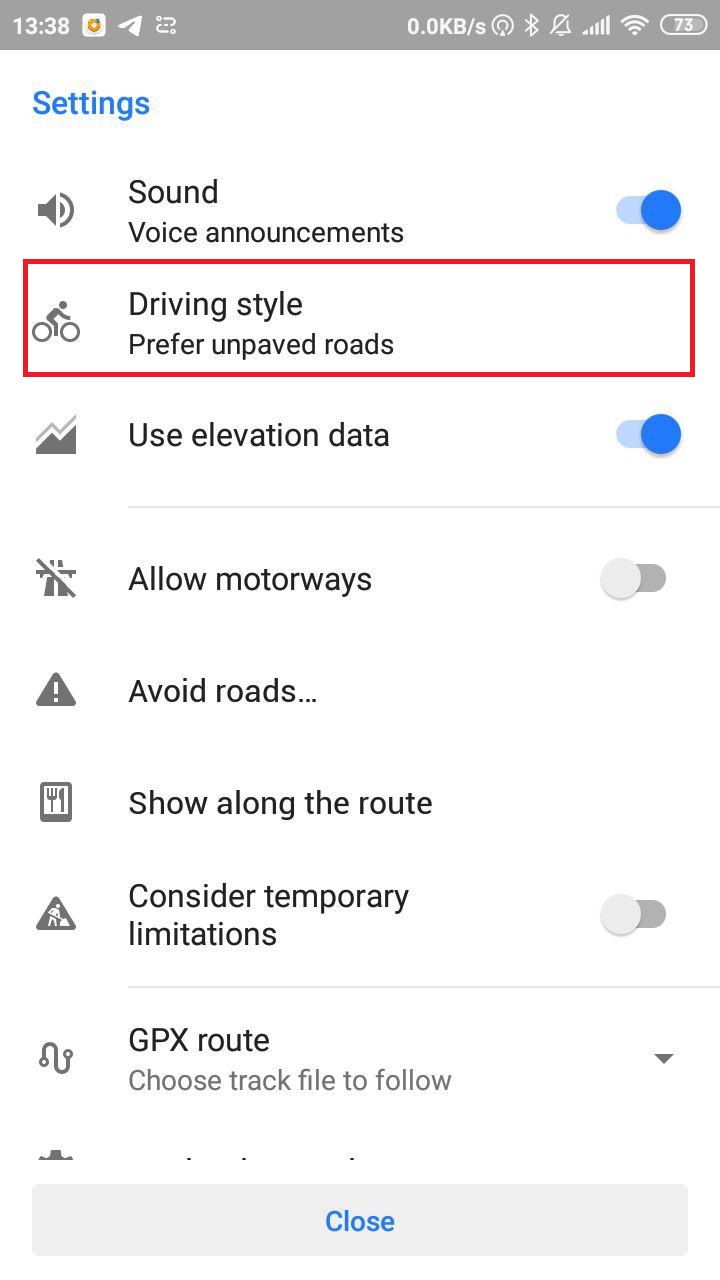 13:38 0.0KB/s 73
Settings
Sound
Voice announcements
Driving style
Prefer unpaved roads
Use elevation data
Allow motorways
Avoid roads…
Show along the route
Consider temporary
limitations
GPX route
Choose track file to follow
Close